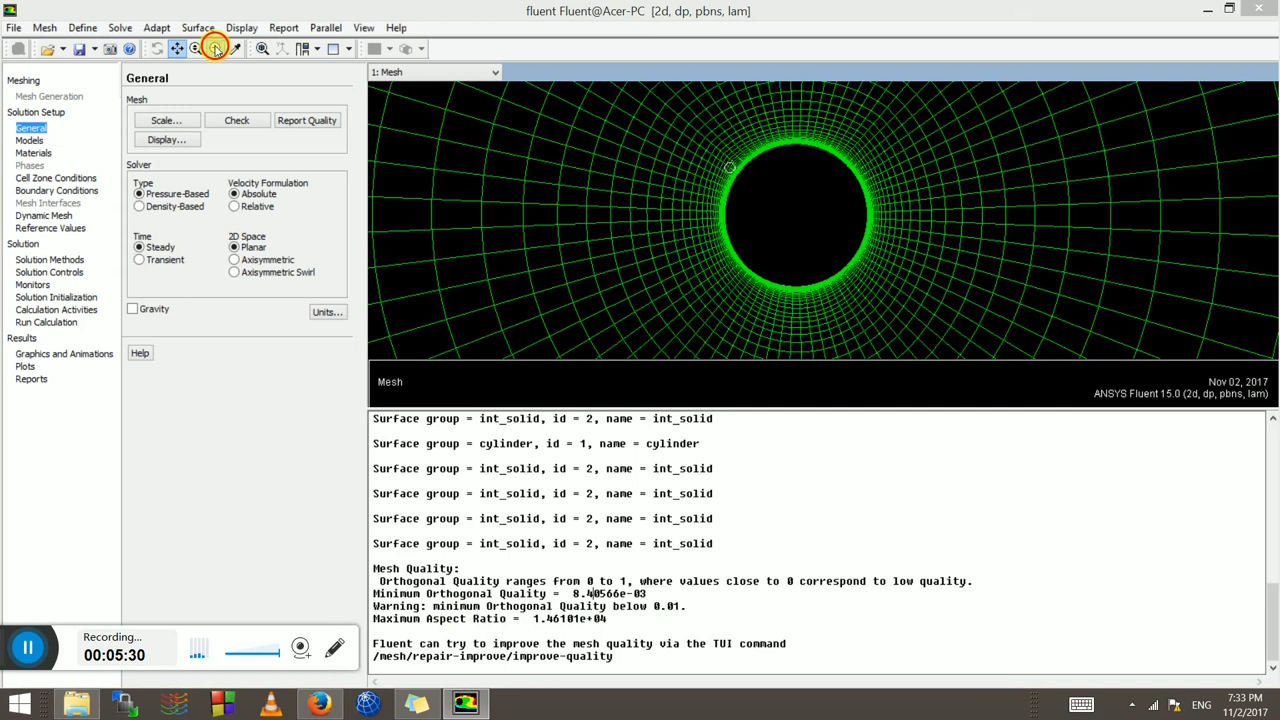 fluent Fluent@Acer-PC [2d, dp, pbns, lam]
File Mesh Define Solve Adapt Surface Display Report Parallel View Help
Meshing
Mesh Generation
Solution Setup
General
Models
Materials
Phases
Cell Zone Conditions
Boundary Conditions
Mesh Interfaces
Dynamic Mesh
Reference Values
Solution
Solution Methods
Solution Controls
Monitors
Solution Initialization
Calculation Activities
Run Calculation
Results
Graphics and Animations
Plots
Reports
General
Mesh
Scale... Check Report Quality
Display...
Solver
Type Velocity Formulation
Pressure-Based Absolute
Density-Based Relative
Time 2D Space
Steady Planar
Transient Axisymmetric
Axisymmetric Swirl
Gravity Units...
Help
1: Mesh
Mesh Nov 02, 2017
ANSYS Fluent 15.0 (2d, dp, pbns, lam)
Surface group = int_solid, id = 2, name = int_solid
Surface group = cylinder, id = 1, name = cylinder
Surface group = int_solid, id = 2, name = int_solid
Surface group = int_solid, id = 2, name = int_solid
Surface group = int_solid, id = 2, name = int_solid
Surface group = int_solid, id = 2, name = int_solid
Mesh Quality:
Orthogonal Quality ranges from 0 to 1, where values close to 0 correspond to low quality.
Minimum Orthogonal Quality = 8.40566e-03
Warning: minimum Orthogonal Quality below 0.01.
Maximum Aspect Ratio = 1.46101e+04
Fluent can try to improve the mesh quality via the TUI command
/mesh/repair-improve/improve-quality
Recording...
00:05:30
ENG
7:33 PM
11/2/2017